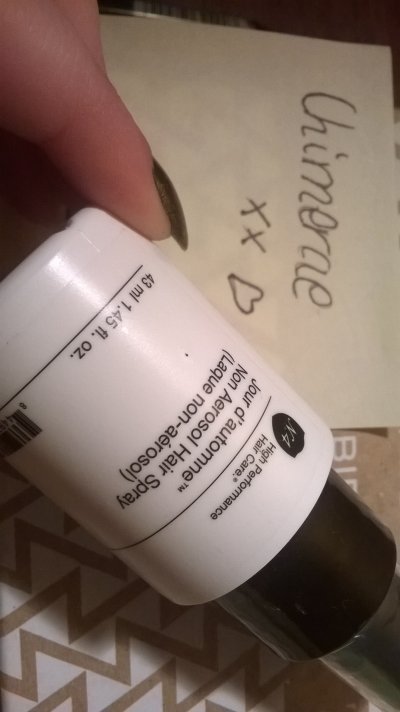 Chimerae
xx ♡
N°4
High Performance
Hair Care.®
Jour d'automne™
Non Aerosol Hair Spray
(Laque non-aérosol)
43 ml 1.45 fl. oz.